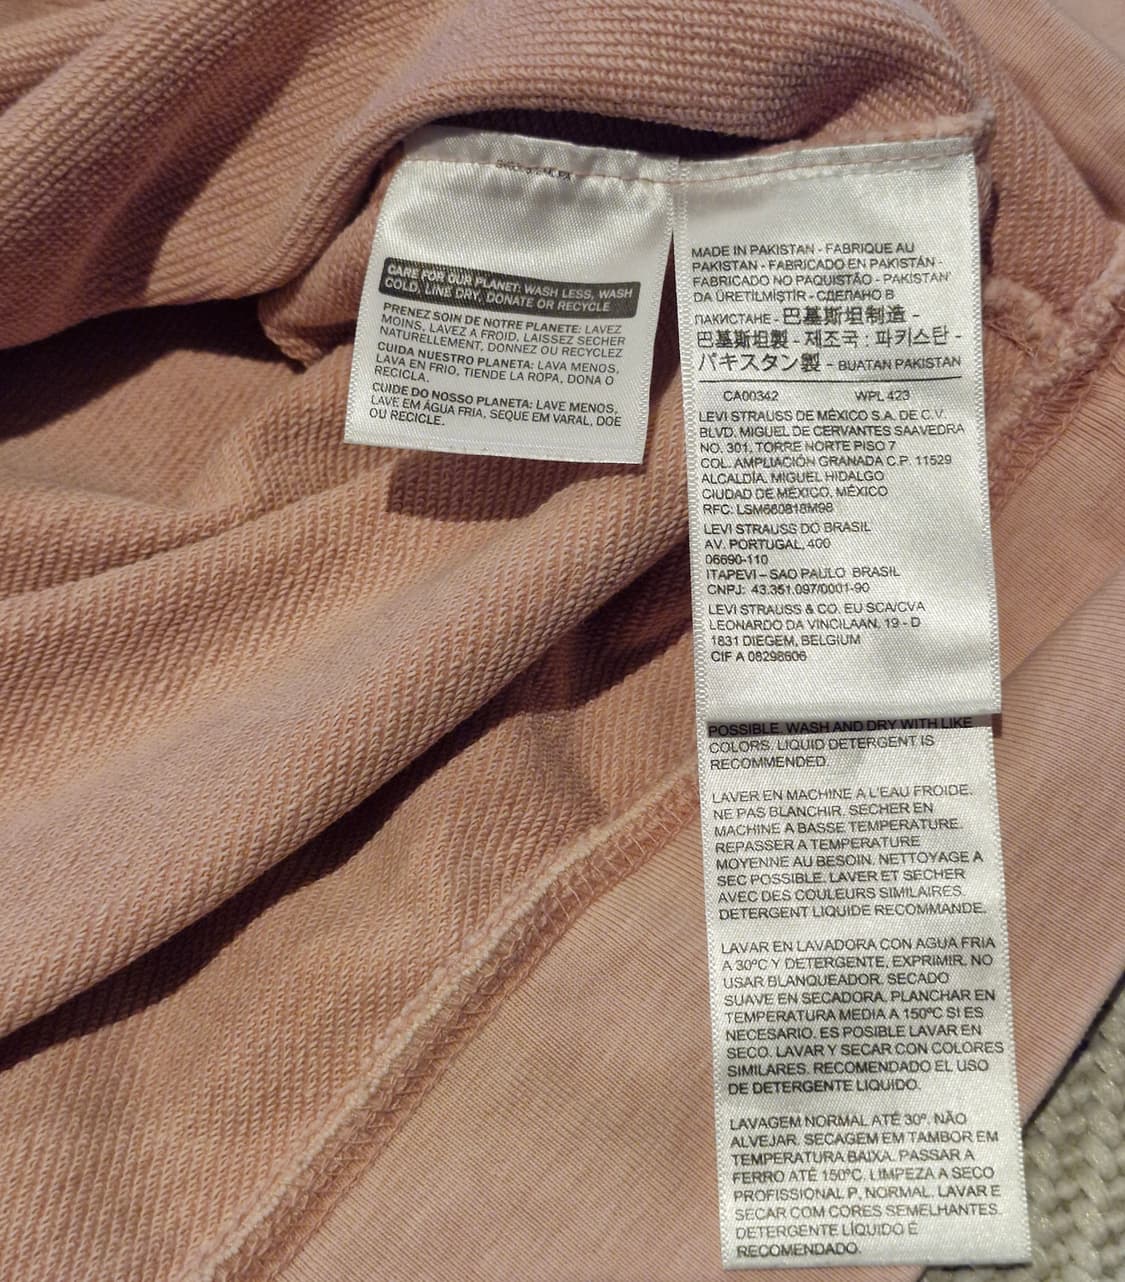 CARE FOR OUR PLANET: WASH LESS, WASH
COLD, LINE DRY, DONATE OR RECYCLE
PRENEZ SOIN DE NOTRE PLANETE: LAVEZ
MOINS, LAVEZ A FROID, LAISSEZ SECHER
NATURELLEMENT, DONNEZ OU RECYCLEZ
CUIDA NUESTRO PLANETA: LAVA MENOS,
LAVA EN FRIO, TIENDE LA ROPA, DONA O
RECICLA.
CUIDE DO NOSSO PLANETA: LAVE MENOS,
LAVE EM ÁGUA FRIA, SEQUE EM VARAL, DOE
OU RECICLE.
MADE IN PAKISTAN - FABRIQUE AU
PAKISTAN - FABRICADO EN PAKISTÁN -
FABRICADO NO PAQUISTÃO - PAKISTAN'
DA ÜRETİLMİŞTİR - СДЕЛАНО В
ПАКИСТАНЕ - 巴基斯坦制造 -
巴基斯坦製 - 제조국 : 파키스탄 -
パキスタン製 - BUATAN PAKISTAN
CA00342 WPL 423
LEVI STRAUSS DE MÉXICO S.A. DE C.V.
BLVD. MIGUEL DE CERVANTES SAAVEDRA
NO. 301, TORRE NORTE PISO 7
COL. AMPLIACIÓN GRANADA C.P. 11529
ALCALDÍA. MIGUEL HIDALGO
CIUDAD DE MÉXICO, MÉXICO
RFC: LSM660818M98
LEVI STRAUSS DO BRASIL
AV. PORTUGAL, 400
06690-110
ITAPEVI – SAO PAULO BRASIL
CNPJ: 43.351.097/0001-90
LEVI STRAUSS & CO. EU SCA/CVA
LEONARDO DA VINCILAAN, 19 - D
1831 DIEGEM, BELGIUM
CIF A 08298606
POSSIBLE. WASH AND DRY WITH LIKE
COLORS. LIQUID DETERGENT IS
RECOMMENDED.
LAVER EN MACHINE A L'EAU FROIDE.
NE PAS BLANCHIR. SECHER EN
MACHINE A BASSE TEMPERATURE.
REPASSER A TEMPERATURE
MOYENNE AU BESOIN. NETTOYAGE A
SEC POSSIBLE. LAVER ET SECHER
AVEC DES COULEURS SIMILAIRES.
DETERGENT LIQUIDE RECOMMANDE.
LAVAR EN LAVADORA CON AGUA FRIA
A 30ºC Y DETERGENTE, EXPRIMIR. NO
USAR BLANQUEADOR. SECADO
SUAVE EN SECADORA. PLANCHAR EN
TEMPERATURA MEDIA A 150ºC SI ES
NECESARIO. ES POSIBLE LAVAR EN
SECO. LAVAR Y SECAR CON COLORES
SIMILARES. RECOMENDADO EL USO
DE DETERGENTE LIQUIDO.
LAVAGEM NORMAL ATÉ 30º. NÃO
ALVEJAR. SECAGEM EM TAMBOR EM
TEMPERATURA BAIXA. PASSAR A
FERRO ATÉ 150ºC. LIMPEZA A SECO
PROFISSIONAL P, NORMAL. LAVAR E
SECAR COM CORES SEMELHANTES.
DETERGENTE LÍQUIDO É
RECOMENDADO.